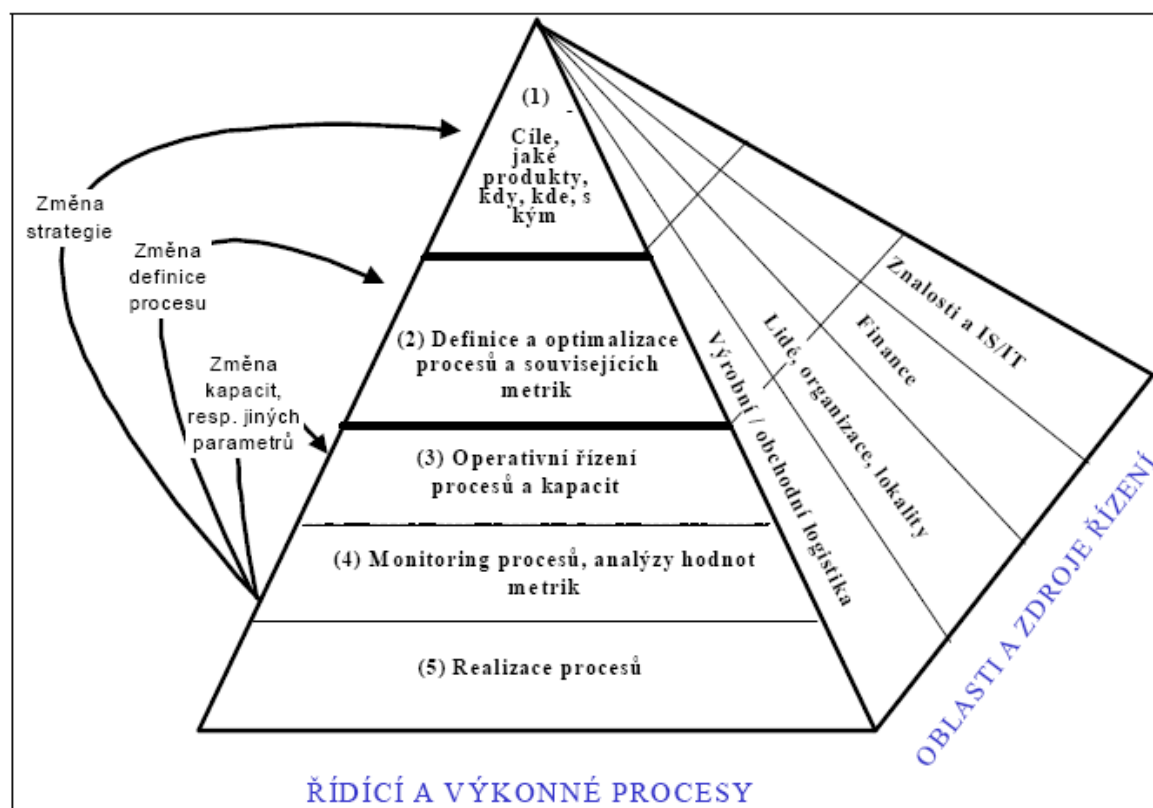 (1)
Cíle,
jaké
produkty,
kdy, kde, s
kým
Změna
strategie
Změna
definice
procesu
Změna
kapacit,
resp. jiných
parametrů
(2) Definice a optimalizace
procesů a souvisejících
metrik
(3) Operativní řízení
procesů a kapacit
(4) Monitoring procesů, analýzy hodnot
metrik
(5) Realizace procesů
Výrobní / obchodní logistika
Lidé, organizace, lokality
Finance
Znalosti a IS/IT
OBLASTI A ZDROJE ŘÍZENÍ
ŘÍDÍCÍ A VÝKONNÉ PROCESY